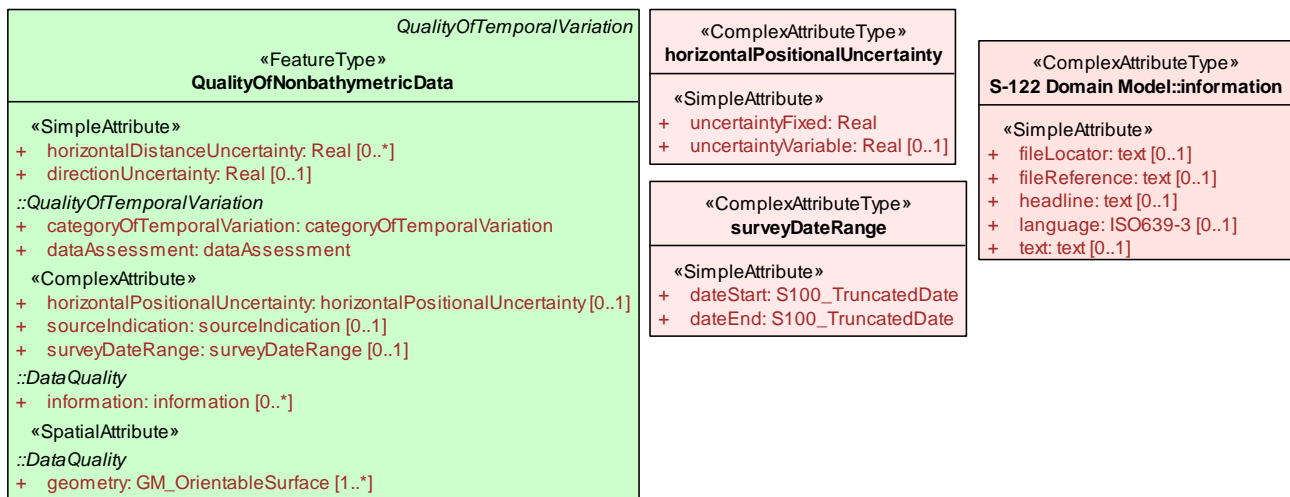 QualityOfTemporalVariation
«FeatureType»
QualityOfNonbathymetricData
«SimpleAttribute»
+ horizontalDistanceUncertainty: Real [0..*]
+ directionUncertainty: Real [0..1]
::QualityOfTemporalVariation
+ categoryOfTemporalVariation: categoryOfTemporalVariation
+ dataAssessment: dataAssessment
«ComplexAttribute»
+ horizontalPositionalUncertainty: horizontalPositionalUncertainty [0..1]
+ sourceIndication: sourceIndication [0..1]
+ surveyDateRange: surveyDateRange [0..1]
::DataQuality
+ information: information [0..*]
«SpatialAttribute»
::DataQuality
+ geometry: GM_OrientableSurface [1..*]
«ComplexAttributeType»
horizontalPositionalUncertainty
«SimpleAttribute»
+ uncertaintyFixed: Real
+ uncertaintyVariable: Real [0..1]
«ComplexAttributeType»
surveyDateRange
«SimpleAttribute»
+ dateStart: S100_TruncatedDate
+ dateEnd: S100_TruncatedDate
«ComplexAttributeType»
S-122 Domain Model::information
«SimpleAttribute»
+ fileLocator: text [0..1]
+ fileReference: text [0..1]
+ headline: text [0..1]
+ language: ISO639-3 [0..1]
+ text: text [0..1]